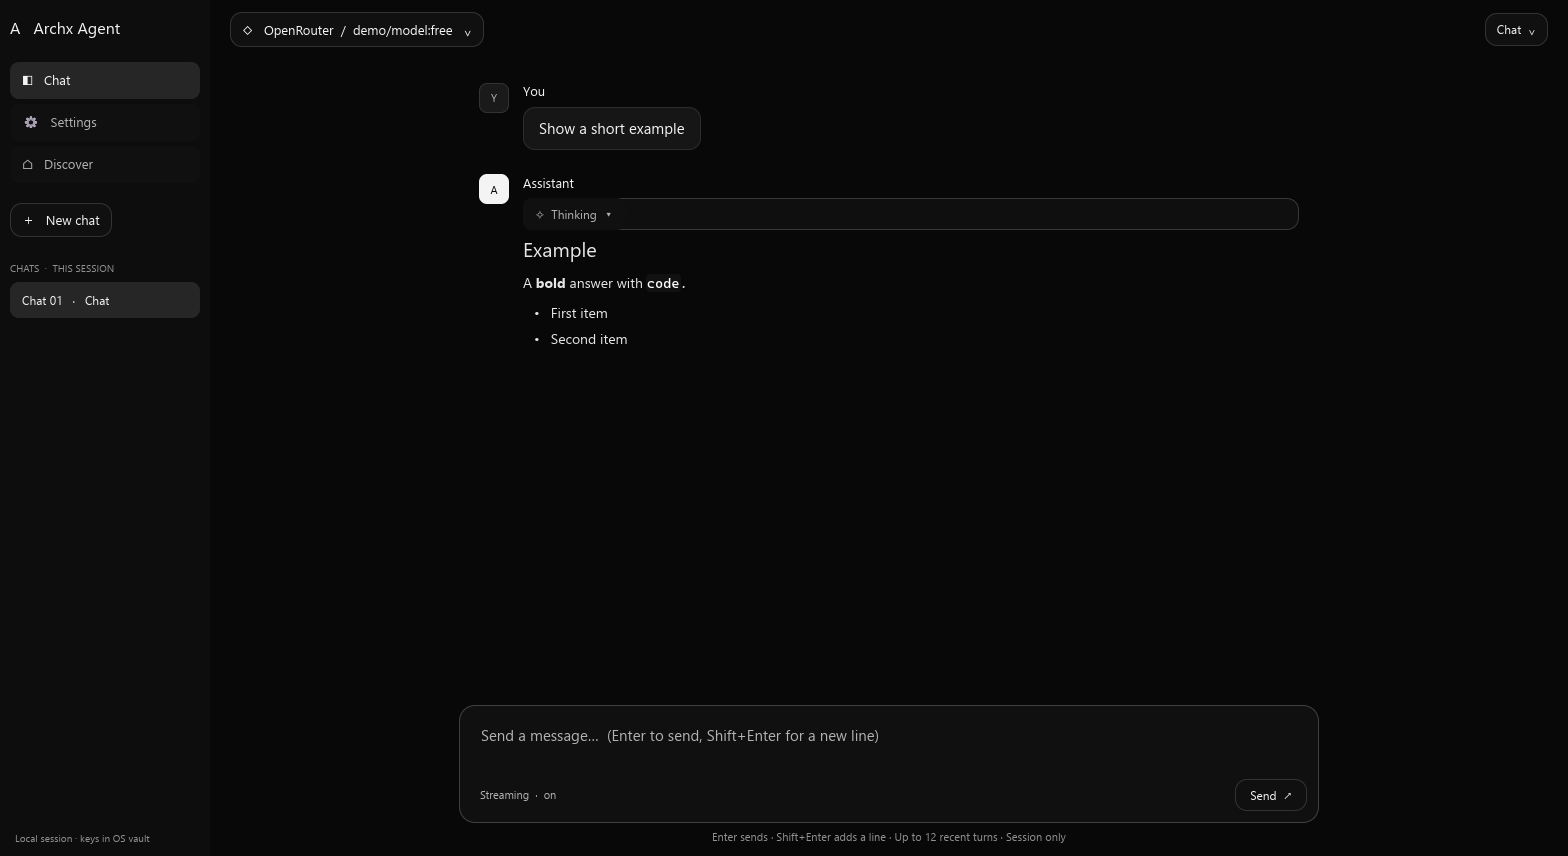 A Archx Agent
Chat
Settings
Discover
+ New chat
CHATS · THIS SESSION
Chat 01 · Chat
Local session · keys in OS vault
OpenRouter / demo/model:free
Chat
Y
You
Show a short example
A
Assistant
Thinking
Example
A bold answer with code.
• First item
• Second item
Send a message... (Enter to send, Shift+Enter for a new line)
Streaming · on
Send ↗
Enter sends · Shift+Enter adds a line · Up to 12 recent turns · Session only